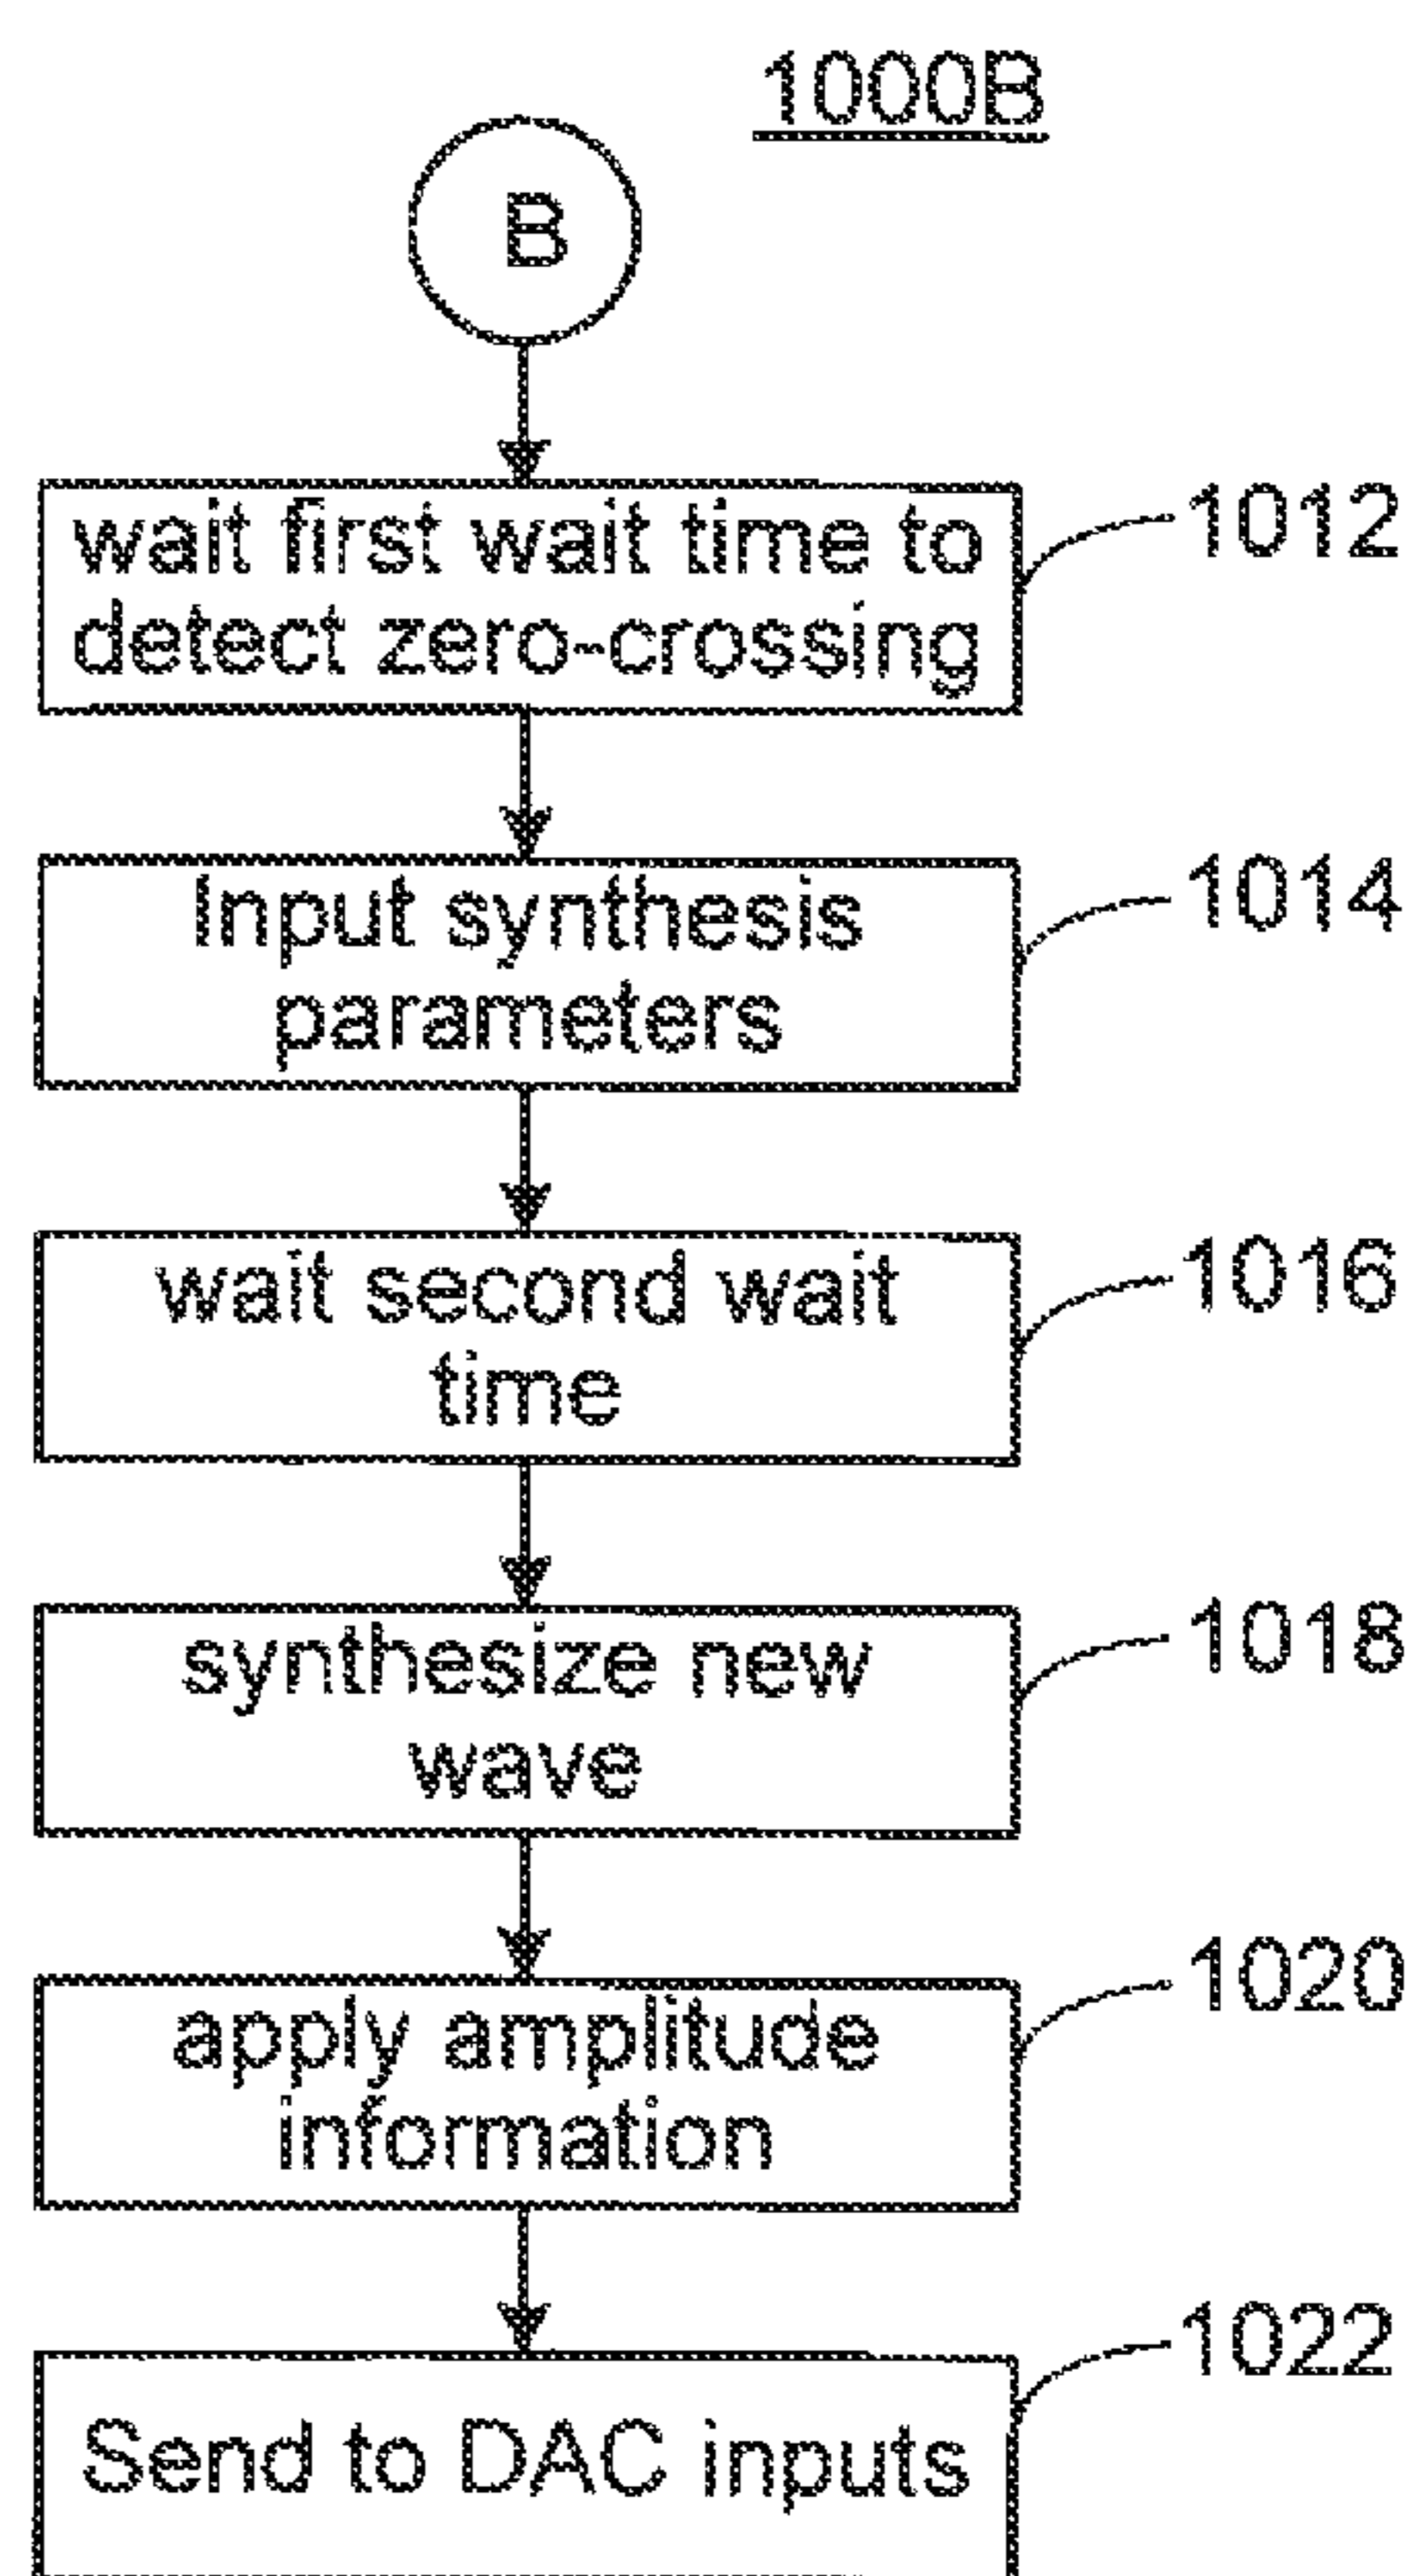 1000B
B
wait first wait time to
detect zero-crossing
1012
Input synthesis
parameters
1014
wait second wait
time
1016
synthesize new
wave
1018
apply amplitude
information
1020
Send to DAC inputs
1022